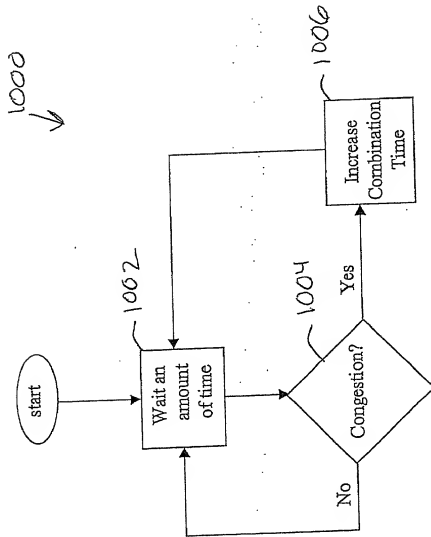 1000
start
1002
Wait an
amount
of time
1004
Congestion?
No
Yes
1006
Increase
Combination
Time